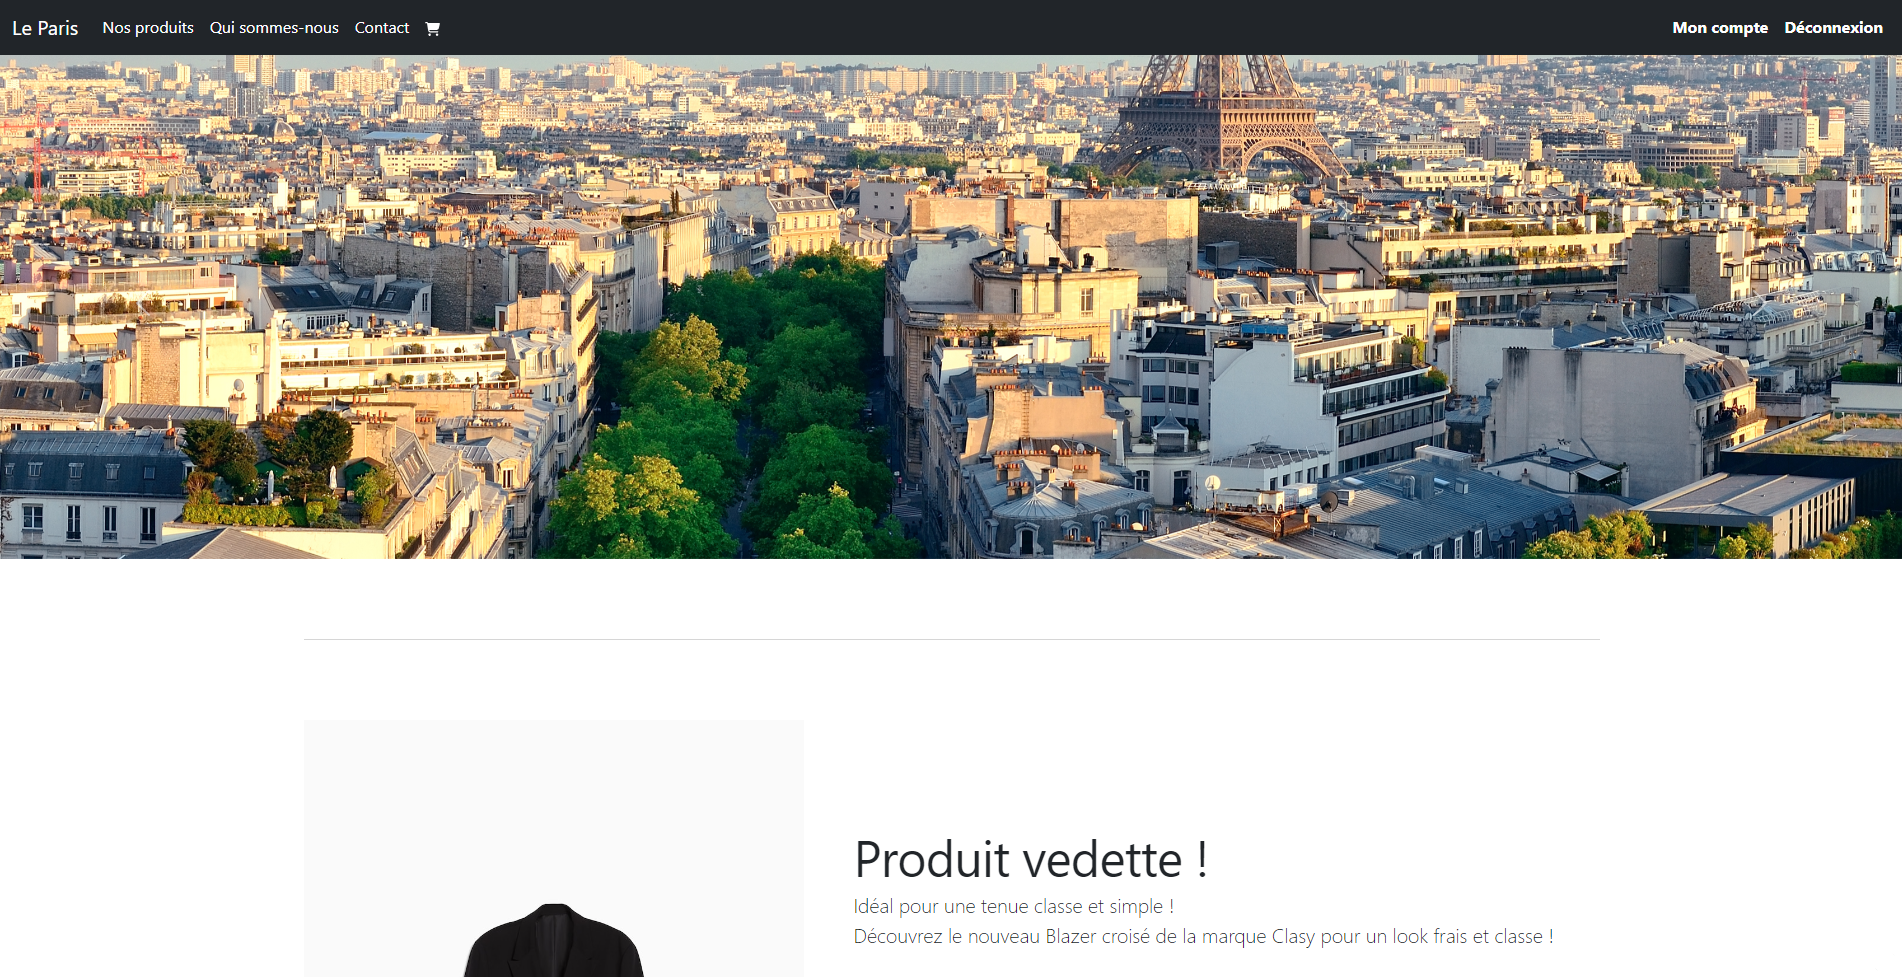 Le Paris Nos produits Qui sommes-nous Contact Mon compte Déconnexion
Produit vedette !
Idéal pour une tenue classe et simple !
Découvrez le nouveau Blazer croisé de la marque Clasy pour un look frais et classe !